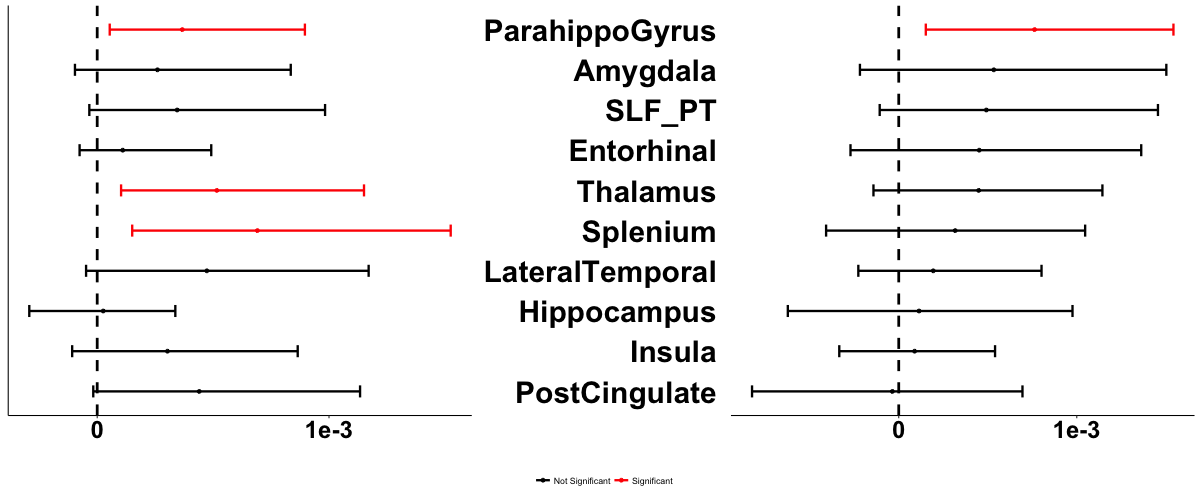 ParahippoGyrus
Amygdala
SLF_PT
Entorhinal
Thalamus
Splenium
LateralTemporal
Hippocampus
Insula
PostCingulate
0 1e-3 0 1e-3
Not Significant Significant